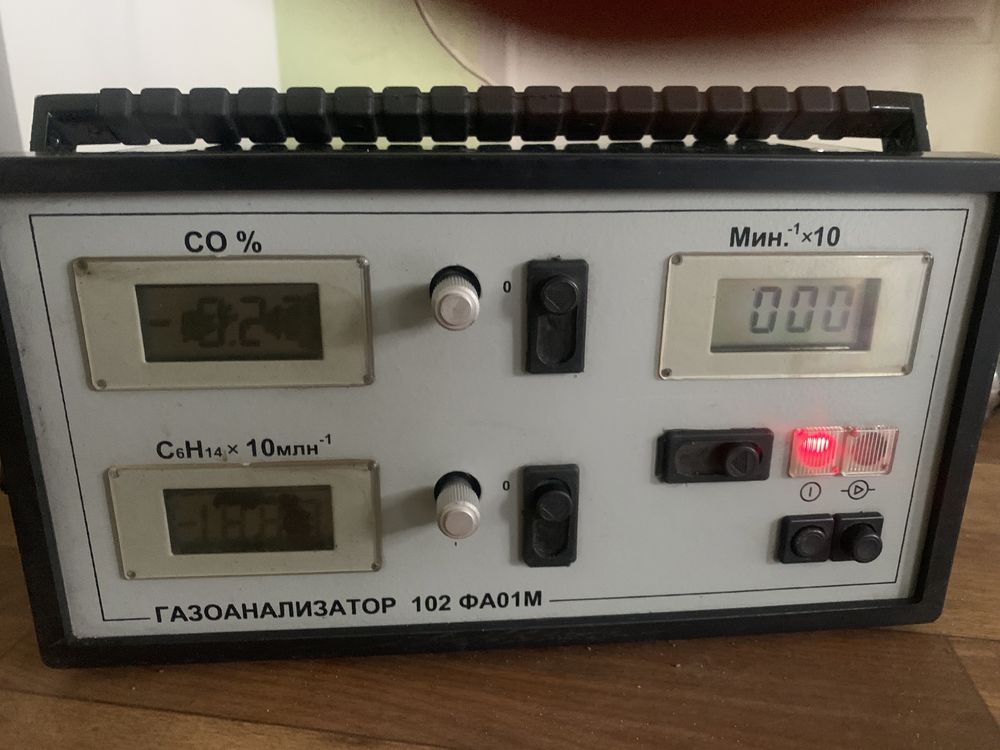 CO %
Мин.⁻¹×10
0
000
C₆H₁₄ × 10млн⁻¹
0
ГАЗОАНАЛИЗАТОР 102 ФА01М